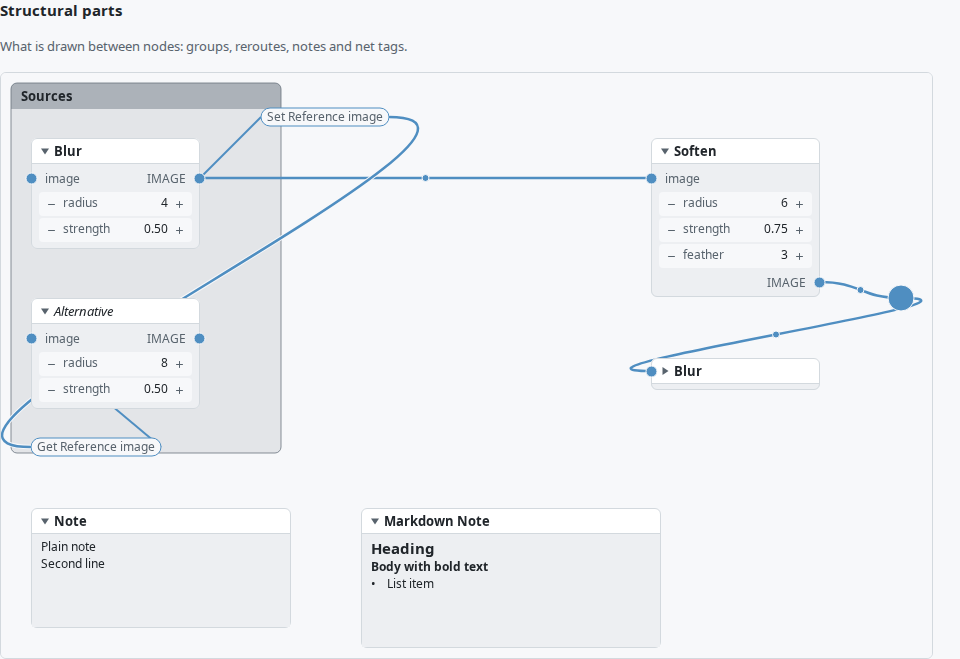 Structural parts
What is drawn between nodes: groups, reroutes, notes and net tags.
Sources
Set Reference image
Blur
image IMAGE
− radius 4 +
− strength 0.50 +
Alternative
image IMAGE
− radius 8 +
− strength 0.50 +
Get Reference image
Soften
image
− radius 6 +
− strength 0.75 +
− feather 3 +
IMAGE
Blur
Note
Plain note
Second line
Markdown Note
Heading
Body with bold text
• List item